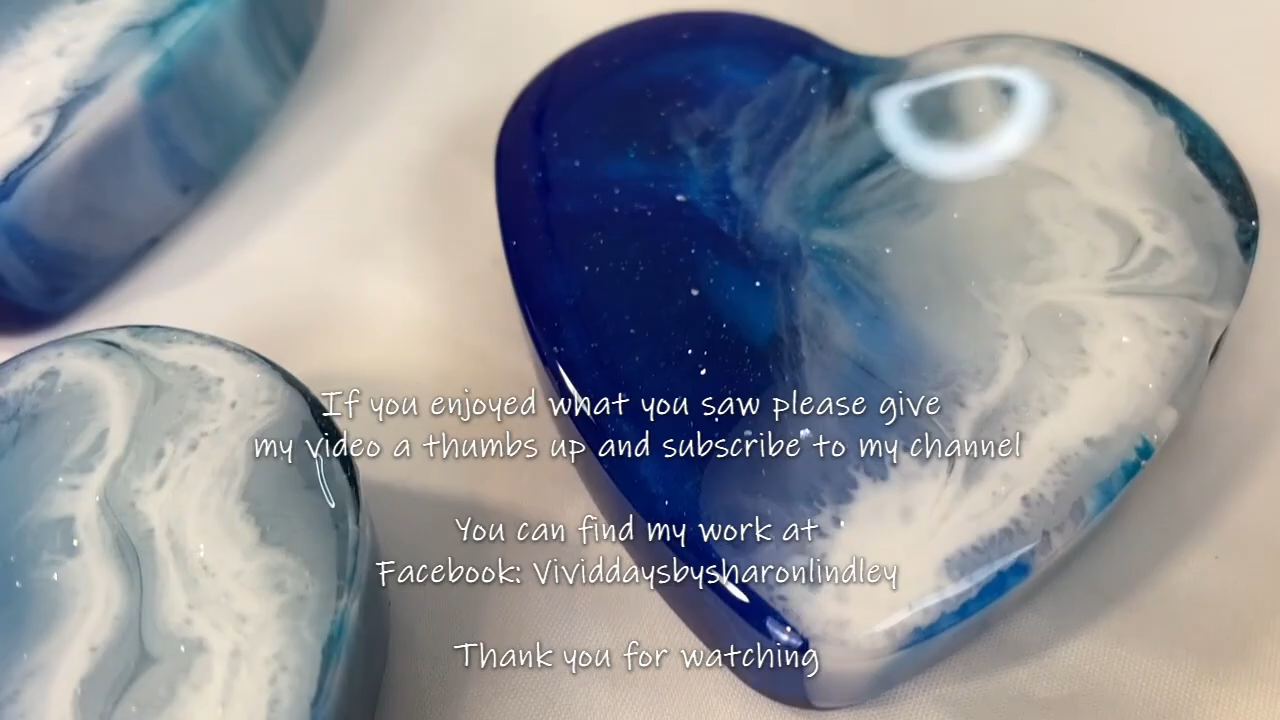 If you enjoyed what you saw please give
my video a thumbs up and subscribe to my channel
You can find my work at
Facebook: Vividdaysbysharonlindley
Thank you for watching